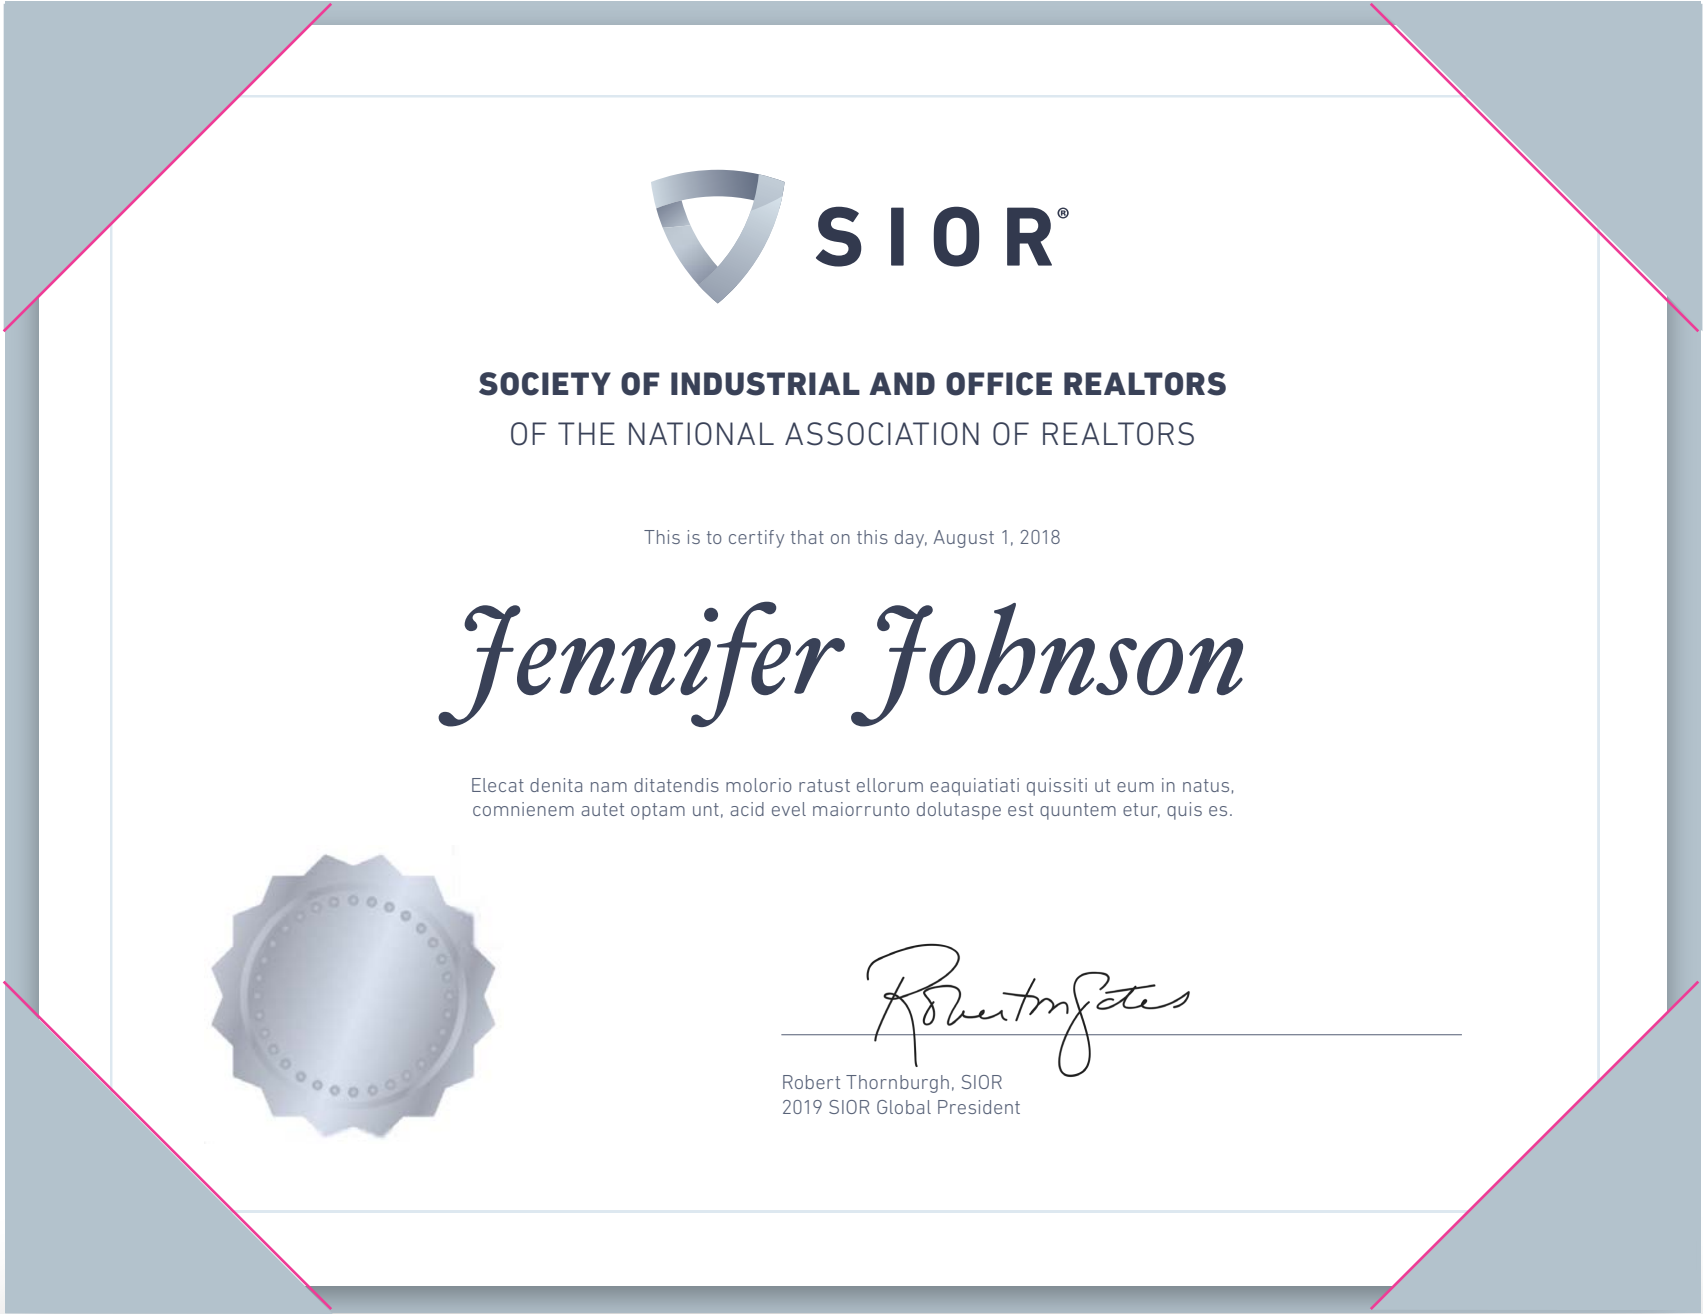 SIOR®
SOCIETY OF INDUSTRIAL AND OFFICE REALTORS
OF THE NATIONAL ASSOCIATION OF REALTORS
This is to certify that on this day, August 1, 2018
Jennifer Johnson
Elecat denita nam ditatendis molorio ratust ellorum eaquiatiati quissiti ut eum in natus,
comnienem autet optam unt, acid evel maiorrunto dolutaspe est quuntem etur, quis es.
Robert Thornburgh, SIOR
2019 SIOR Global President